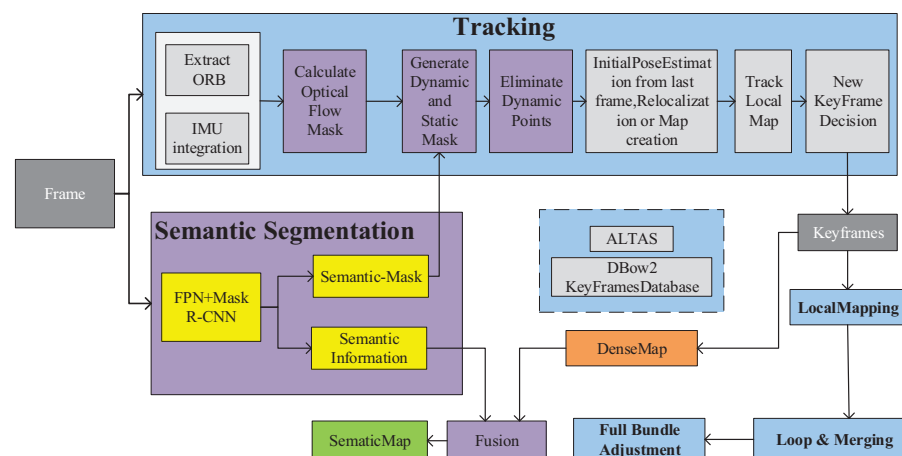 Tracking
Extract
ORB
IMU
integration
Calculate
Optical
Flow
Mask
Generate
Dynamic
and
Static
Mask
Eliminate
Dynamic
Points
InitialPoseEstimat
ion from last
frame,Relocalizat
ion or Map
creation
Track
Local
Map
New
KeyFrame
Decision
Frame
Semantic Segmentation
FPN+Mask
R-CNN
Semantic-Mask
Semantic
Information
ALTAS
DBow2
KeyFramesDatabase
Keyframes
LocalMapping
DenseMap
SematicMap
Fusion
Full Bundle
Adjustment
Loop & Merging